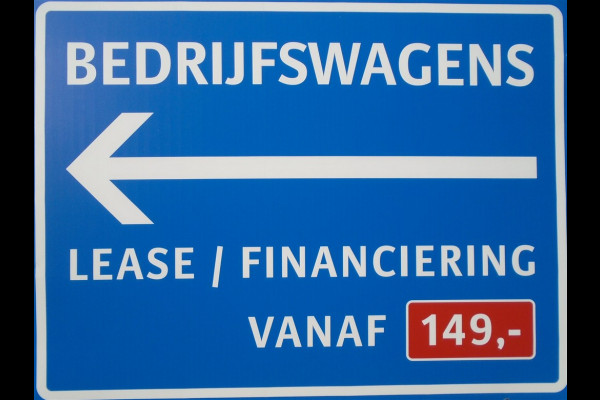 BEDRIJFSWAGENS
LEASE / FINANCIERING
VANAF 149,-